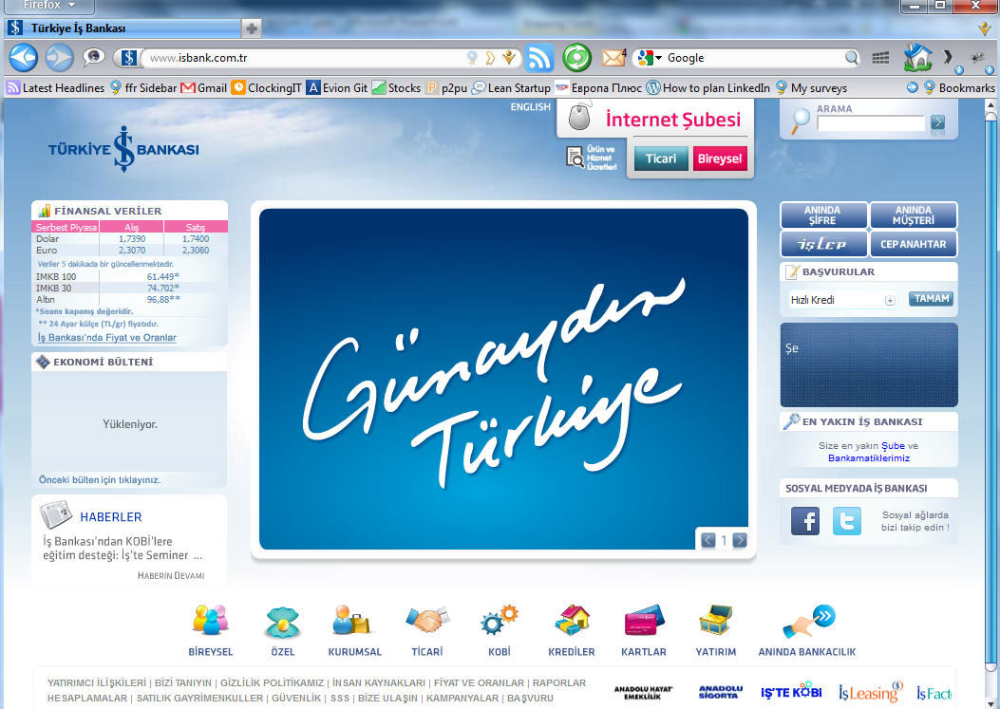 Firefox
Türkiye İş Bankası
www.isbank.com.tr
4
Google
Latest Headlines ffr Sidebar Gmail ClockingIT Evion Git Stocks p2pu Lean Startup Европа Плюс How to plan LinkedIn My surveys Bookmarks
ENGLISH
TÜRKİYE İŞ BANKASI
İnternet Şubesi
Ürün ve
Hizmet
Ücretleri
Ticari Bireysel
ARAMA
FİNANSAL VERİLER
Serbest Piyasa Alış Satış
Dolar 1,7390 1,7400
Euro 2,3070 2,3080
Veriler 5 dakikada bir güncellenmektedir.
IMKB 100 61.449*
IMKB 30 74.702*
Altın 96,88**
*Seans kapanış değeridir.
** 24 Ayar külçe (TL/gr) fiyatıdır.
İş Bankası'nda Fiyat ve Oranlar
EKONOMİ BÜLTENİ
Yükleniyor.
Önceki bülten için tıklayınız.
HABERLER
İş Bankası'ndan KOBİ'lere
eğitim desteği: İş'te Seminer ...
HABERİN DEVAMI
Günaydın
Türkiye
1
ANINDA
ŞİFRE
ANINDA
MÜŞTERİ
işCep
CEP ANAHTAR
BAŞVURULAR
Hızlı Kredi TAMAM
Şe
EN YAKIN İŞ BANKASI
Size en yakın Şube ve
Bankamatiklerimiz
SOSYAL MEDYADA İŞ BANKASI
f t
Sosyal ağlarda
bizi takip edin !
BİREYSEL ÖZEL KURUMSAL TİCARİ KOBİ KREDİLER KARTLAR YATIRIM ANINDA BANKACILIK
YATIRIMCI İLİŞKİLERİ | BİZİ TANIYIN | GİZLİLİK POLİTİKAMIZ | İNSAN KAYNAKLARI | FİYAT VE ORANLAR | RAPORLAR
HESAPLAMALAR | SATILIK GAYRİMENKULLER | GÜVENLİK | SSS | BİZE ULAŞIN | KAMPANYALAR | BAŞVURU
ANADOLU HAYAT
EMEKLİLİK
ANADOLU
SİGORTA
İŞ'TE KOBİ
İşLeasing
İşFact